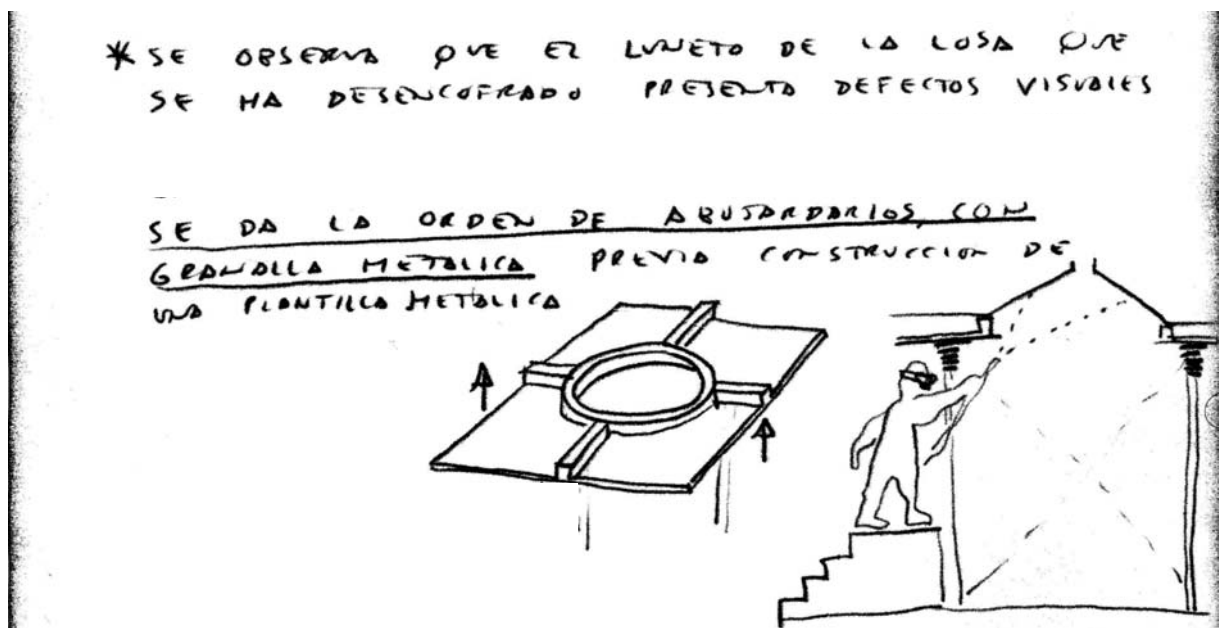 * SE OBSERVA QUE EL LUNETO DE LA LOSA QUE
SE HA DESENCOFRADO PRESENTA DEFECTOS VISUALES
SE DA LA ORDEN DE ABUJARDARLOS CON
GRANALLA METALICA PREVIA CONSTRUCCION DE
UNA PLANTILLA METALICA